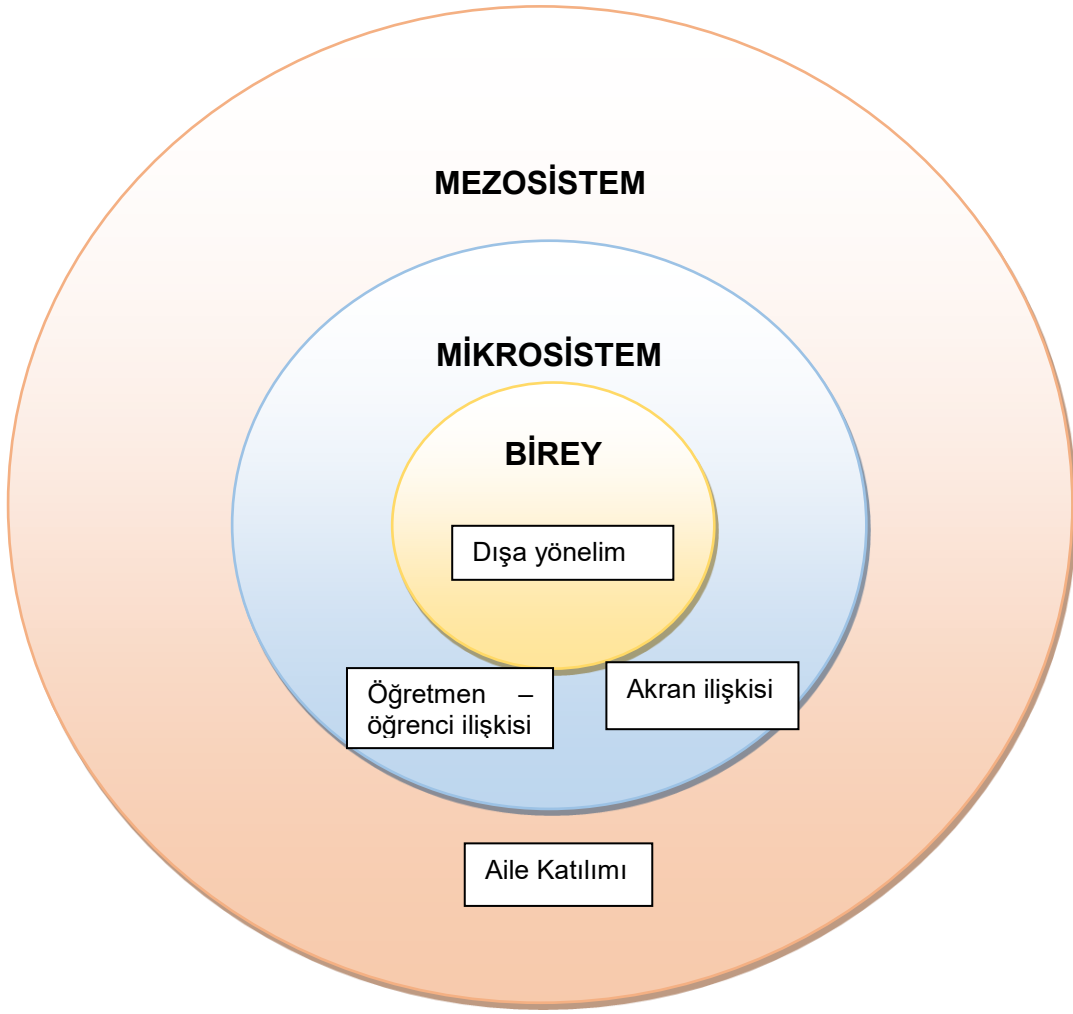 MEZOSİSTEM
MİKROSİSTEM
BİREY
Dışa yönelim
Öğretmen –
öğrenci ilişkisi
Akran ilişkisi
Aile Katılımı